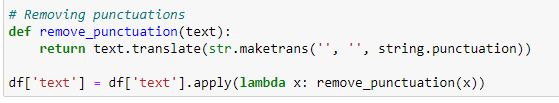 # Removing punctuations
def remove_punctuation(text):
    return text.translate(str.maketrans('', '', string.punctuation))

df['text'] = df['text'].apply(lambda x: remove_punctuation(x))